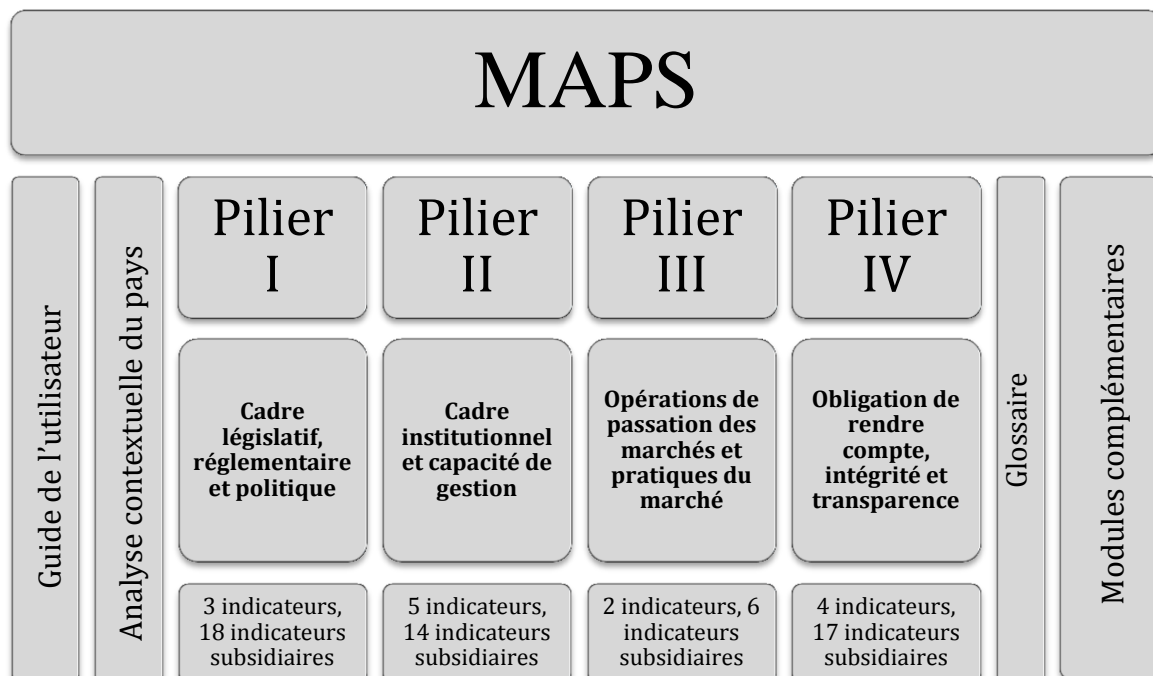 MAPS
Guide de l'utilisateur
Analyse contextuelle du pays
Pilier
I
Cadre
législatif,
réglementaire
et politique
3 indicateurs,
18 indicateurs
subsidiaires
Pilier
II
Cadre
institutionnel
et capacité de
gestion
5 indicateurs,
14 indicateurs
subsidiaires
Pilier
III
Opérations de
passation des
marchés et
pratiques du
marché
2 indicateurs, 6
indicateurs
subsidiaires
Pilier
IV
Obligation de
rendre
compte,
intégrité et
transparence
4 indicateurs,
17 indicateurs
subsidiaires
Glossaire
Modules complémentaires